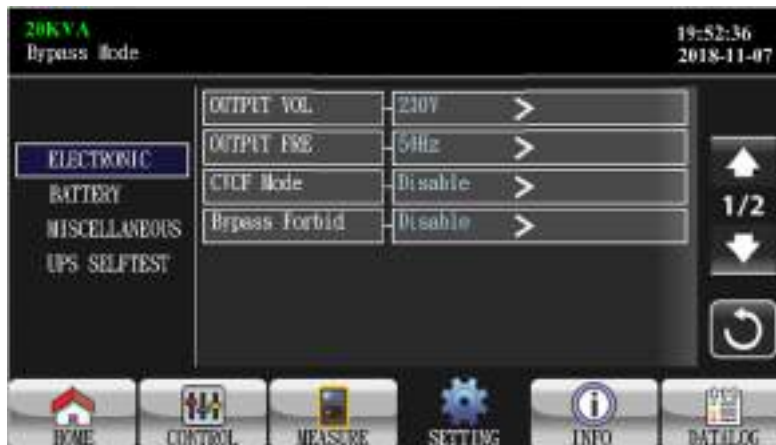 20KVA
Bypass Mode
19:52:36
2018-11-07
ELECTRONIC
BATTERY
MISCELLANEOUS
UPS SELFTEST
OUTPUT VOL 230V >
OUTPUT FRE 50Hz >
CVCF Mode Disable >
Bypass Forbid Disable >
1/2
HOME CONTROL MEASURE SETTING INFO DATALOG